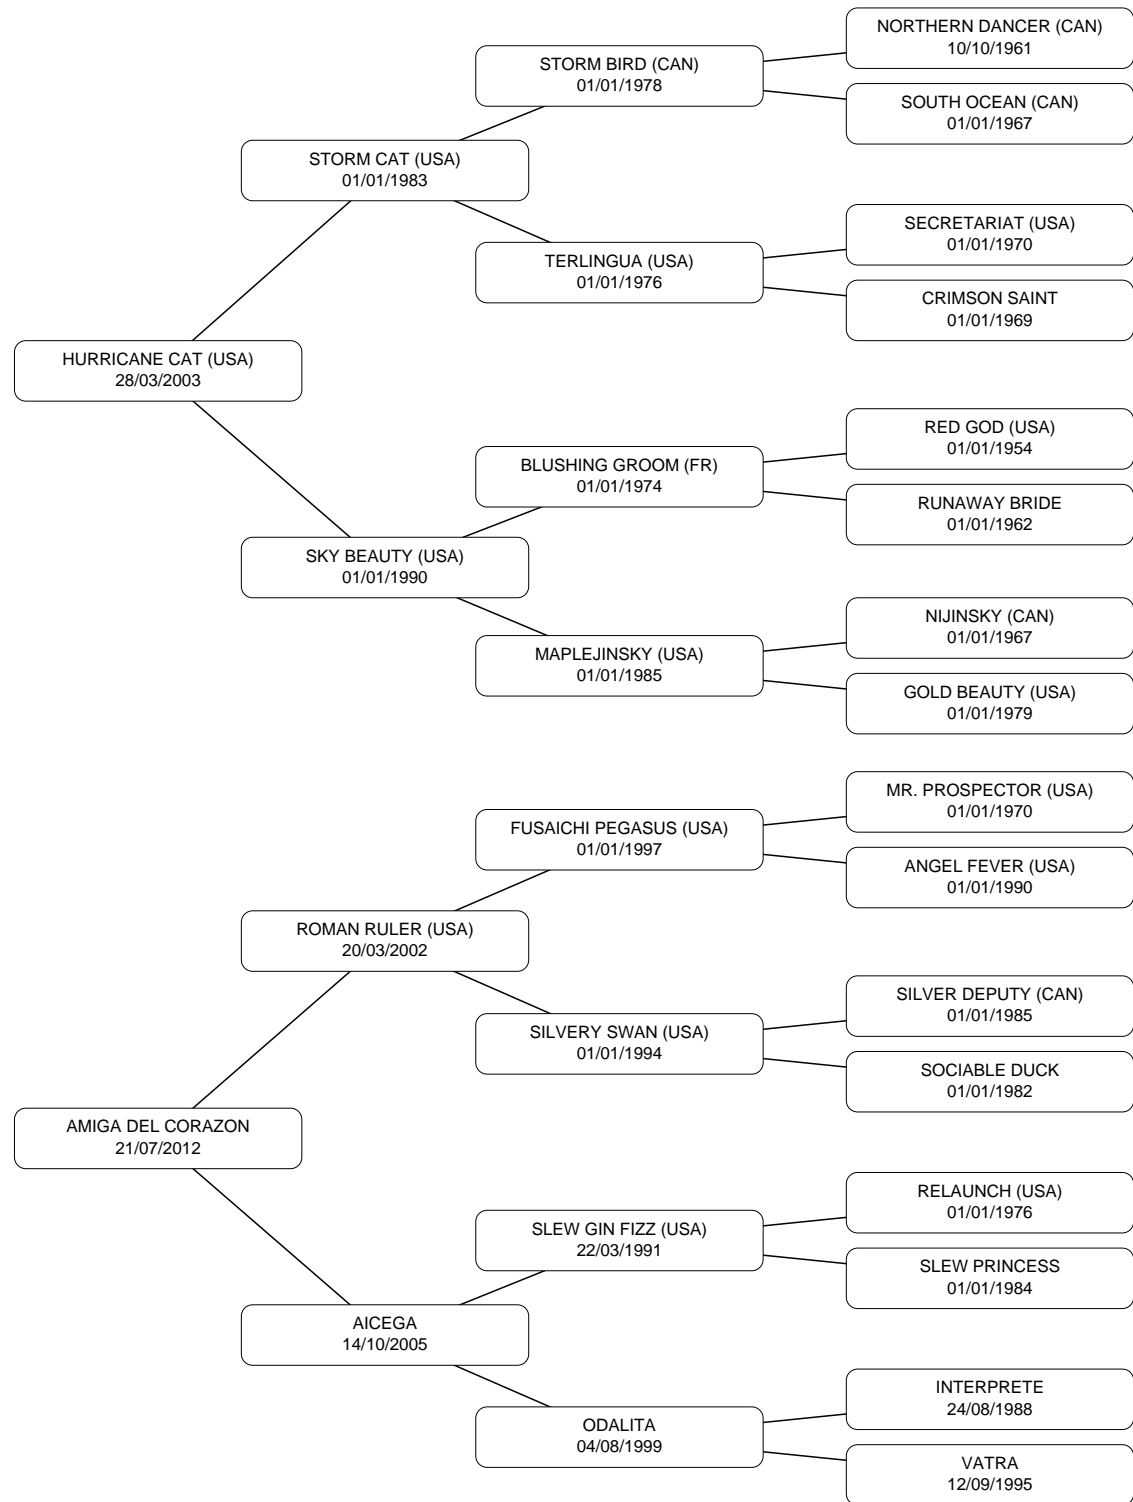 NORTHERN DANCER (CAN)
10/10/1961
STORM BIRD (CAN)
01/01/1978
SOUTH OCEAN (CAN)
01/01/1967
STORM CAT (USA)
01/01/1983
SECRETARIAT (USA)
01/01/1970
TERLINGUA (USA)
01/01/1976
CRIMSON SAINT
01/01/1969
HURRICANE CAT (USA)
28/03/2003
RED GOD (USA)
01/01/1954
BLUSHING GROOM (FR)
01/01/1974
RUNAWAY BRIDE
01/01/1962
SKY BEAUTY (USA)
01/01/1990
NIJINSKY (CAN)
01/01/1967
MAPLEJINSKY (USA)
01/01/1985
GOLD BEAUTY (USA)
01/01/1979
MR. PROSPECTOR (USA)
01/01/1970
FUSAICHI PEGASUS (USA)
01/01/1997
ANGEL FEVER (USA)
01/01/1990
ROMAN RULER (USA)
20/03/2002
SILVER DEPUTY (CAN)
01/01/1985
SILVERY SWAN (USA)
01/01/1994
SOCIABLE DUCK
01/01/1982
AMIGA DEL CORAZON
21/07/2012
RELAUNCH (USA)
01/01/1976
SLEW GIN FIZZ (USA)
22/03/1991
SLEW PRINCESS
01/01/1984
AICEGA
14/10/2005
INTERPRETE
24/08/1988
ODALITA
04/08/1999
VATRA
12/09/1995